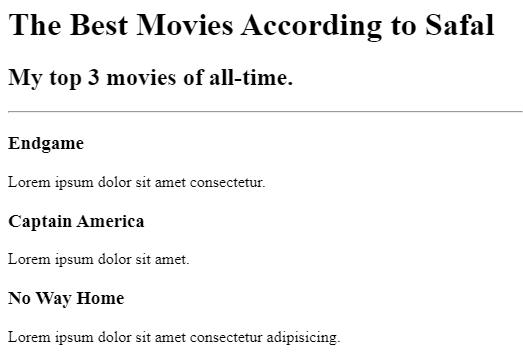 The Best Movies According to Safal
My top 3 movies of all-time.
Endgame
Lorem ipsum dolor sit amet consectetur.
Captain America
Lorem ipsum dolor sit amet.
No Way Home
Lorem ipsum dolor sit amet consectetur adipisicing.